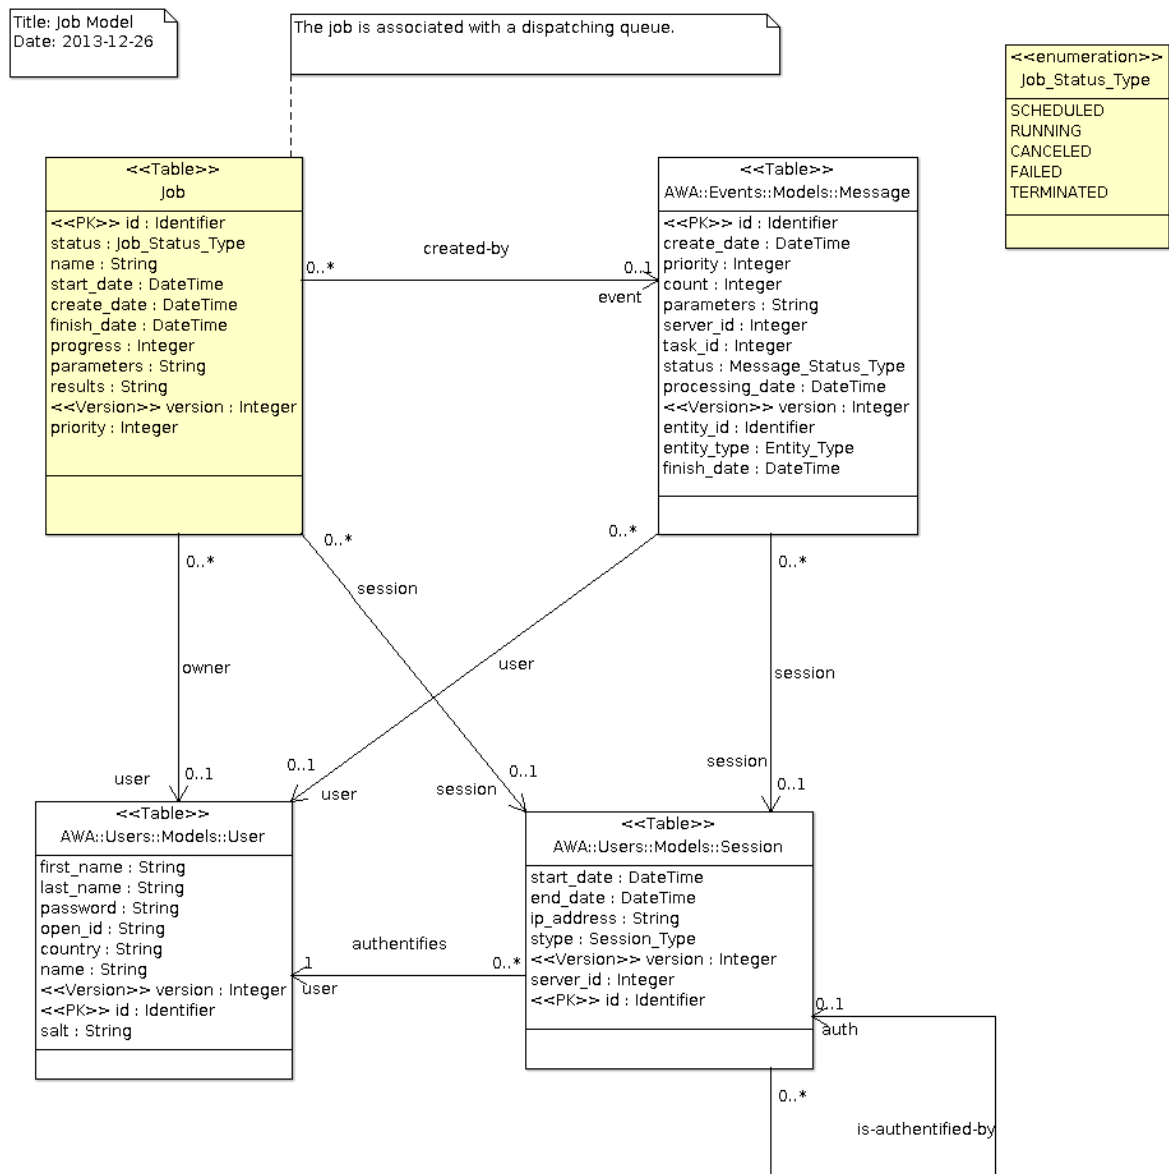 Title: Job Model
Date: 2013-12-26
The job is associated with a dispatching queue.
<<enumeration>>
Job_Status_Type
SCHEDULED
RUNNING
CANCELED
FAILED
TERMINATED
<<Table>>
Job
<<PK>> id : Identifier
status : Job_Status_Type
name : String
start_date : DateTime
create_date : DateTime
finish_date : DateTime
progress : Integer
parameters : String
results : String
<<Version>> version : Integer
priority : Integer
created-by
0..*
0..1
event
<<Table>>
AWA::Events::Models::Message
<<PK>> id : Identifier
create_date : DateTime
priority : Integer
count : Integer
parameters : String
server_id : Integer
task_id : Integer
status : Message_Status_Type
processing_date : DateTime
<<Version>> version : Integer
entity_id : Identifier
entity_type : Entity_Type
finish_date : DateTime
0..*
owner
user
0..1
0..*
session
session
0..1
0..*
user
0..1
user
0..*
session
session
0..1
<<Table>>
AWA::Users::Models::User
first_name : String
last_name : String
password : String
open_id : String
country : String
name : String
<<Version>> version : Integer
<<PK>> id : Identifier
salt : String
authentifies
1
0..*
user
<<Table>>
AWA::Users::Models::Session
start_date : DateTime
end_date : DateTime
ip_address : String
stype : Session_Type
<<Version>> version : Integer
server_id : Integer
<<PK>> id : Identifier
0..1
auth
0..*
is-authentified-by